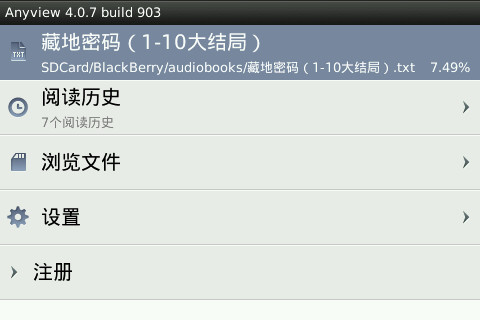 Anyview 4.0.7 build 903
藏地密码（1-10大结局）
SDCard/BlackBerry/audiobooks/藏地密码（1-10大结局）.txt 7.49%
TXT
阅读历史
7个阅读历史
浏览文件
设置
注册